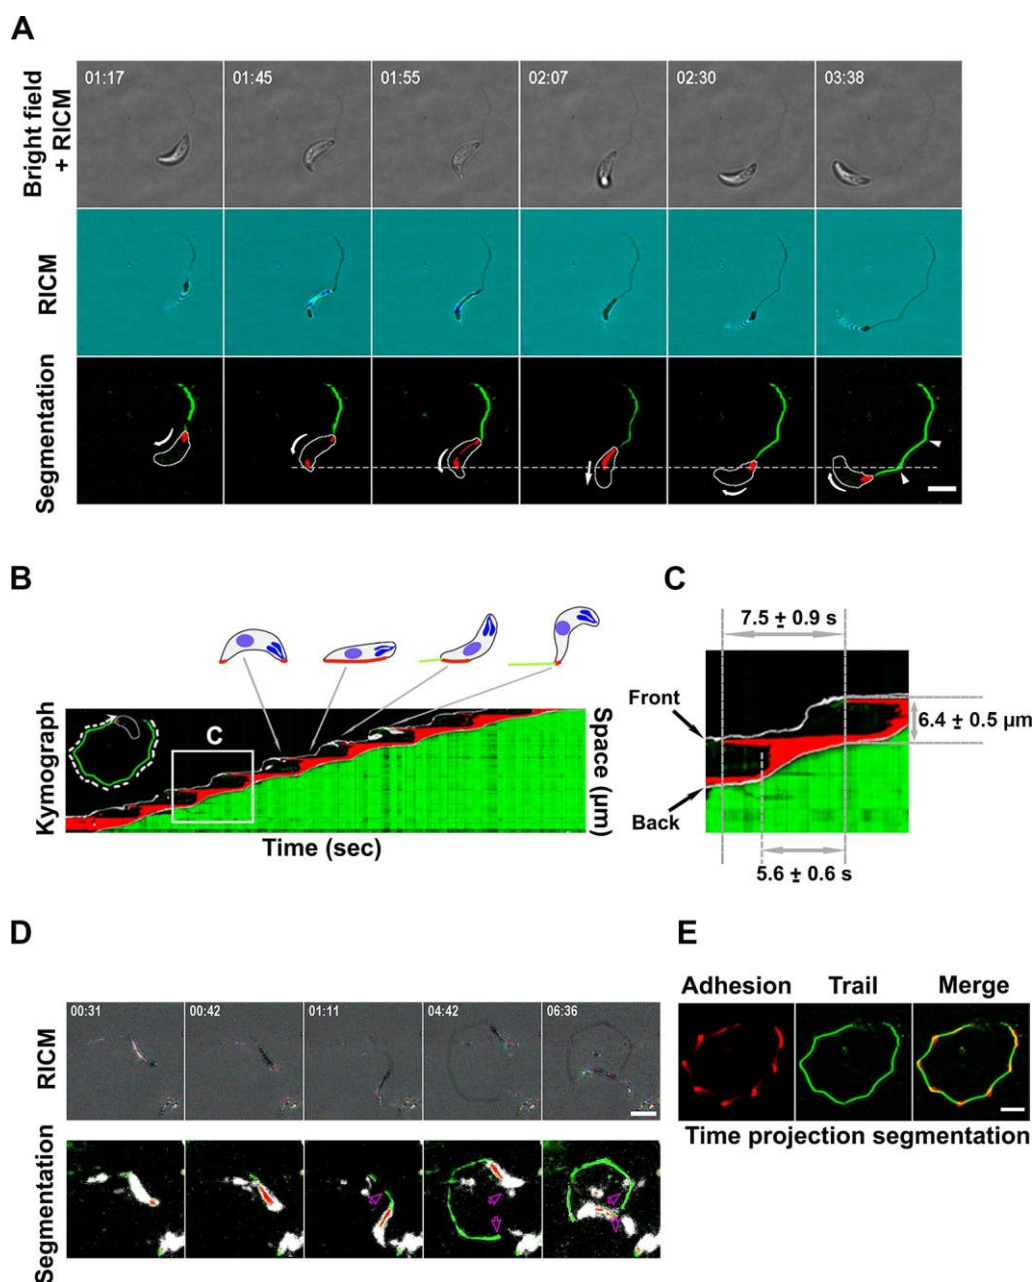 A
Bright field
+ RICM
01:17
01:45
01:55
02:07
02:30
03:38
RICM
Segmentation
B
C
Kymograph
C
Space (µm)
Time (sec)
7.5 ± 0.9 s
Front
6.4 ± 0.5 µm
Back
5.6 ± 0.6 s
D
E
RICM
00:31
00:42
01:11
04:42
06:36
Segmentation
Adhesion
Trail
Merge
Time projection segmentation